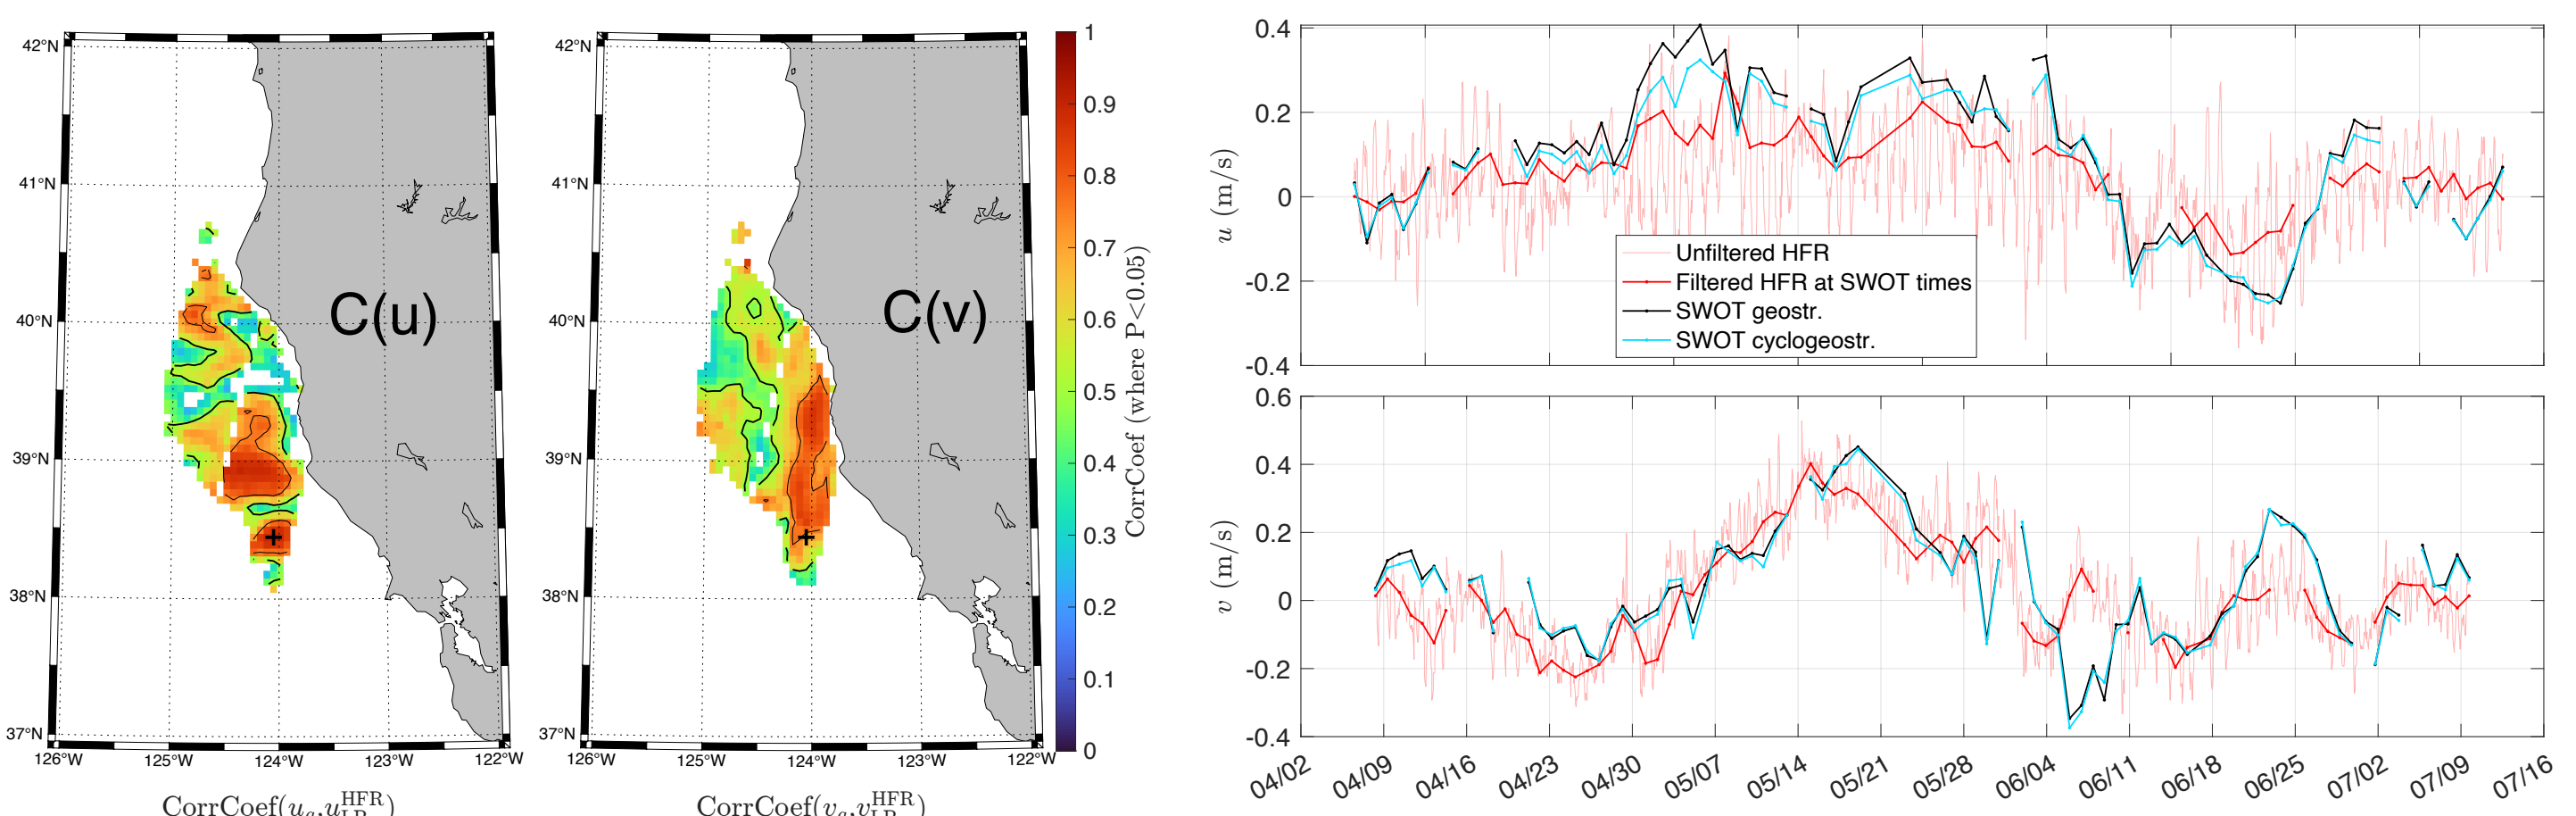 42°N
41°N
40°N
39°N
38°N
37°N
126°W
125°W
124°W
123°W
122°W
C(u)
CorrCoef(u
,u
HFR
)
42°N
41°N
40°N
39°N
38°N
37°N
126°W
125°W
124°W
123°W
122°W
C(v)
CorrCoef(v
,v
HFR
)
1
0.9
0.8
0.7
0.6
0.5
0.4
0.3
0.2
0.1
0
CorrCoef (where P<0.05)
0.4
0.2
0
-0.2
-0.4
u (m/s)
Unfiltered HFR
Filtered HFR at SWOT times
SWOT geostr.
SWOT cyclogeostr.
0.6
0.4
0.2
0
-0.2
-0.4
v (m/s)
04/02
04/09
04/16
04/23
04/30
05/07
05/14
05/21
05/28
06/04
06/11
06/18
06/25
07/02
07/09
07/16